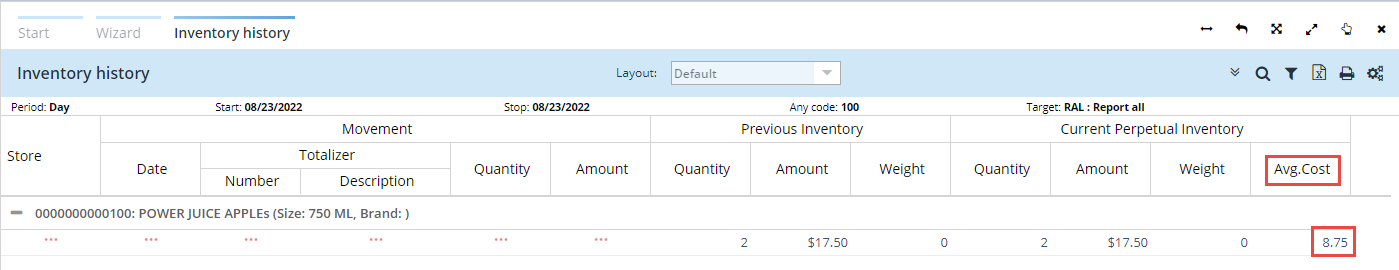 Start Wizard Inventory history
Inventory history Layout: Default
Period: Day Start: 08/23/2022 Stop: 08/23/2022 Any code: 100 Target: RAL : Report all
Movement Previous Inventory Current Perpetual Inventory
Store Date Totalizer Quantity Amount Quantity Amount Weight Quantity Amount Weight Avg.Cost
Number Description
0000000000100: POWER JUICE APPLEs (Size: 750 ML, Brand: )
*** *** *** *** *** *** 2 $17.50 0 2 $17.50 0 8.75